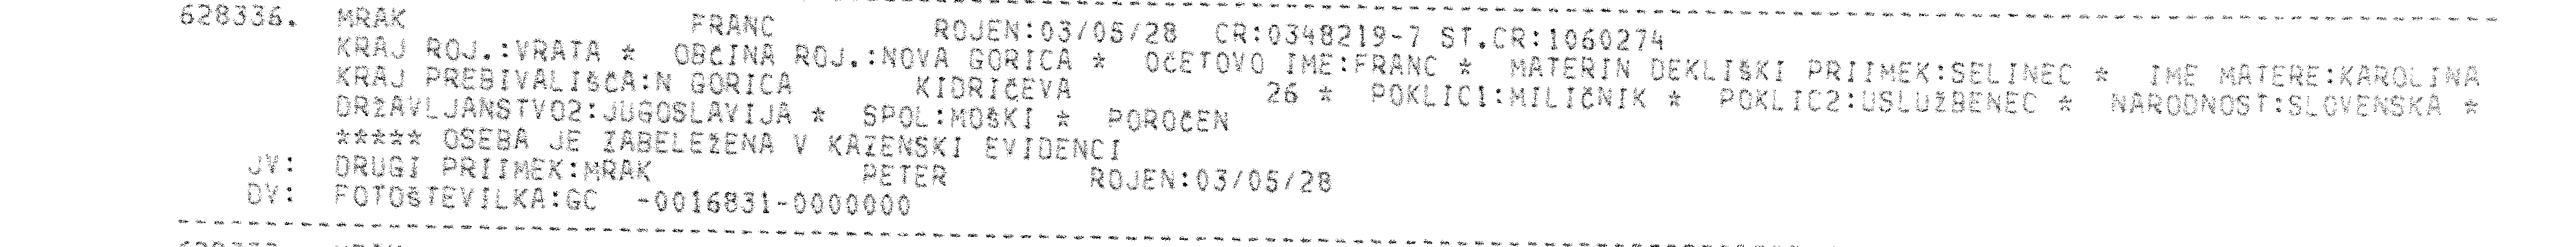 628336. MRAK FRANC ROJEN:03/05/28 CR:0348219-7 ST.CR:1060274
KRAJ ROJ.:VRATA * OBČINA ROJ.:NOVA GORICA * OČETOVO IME:FRANC * MATERIN DEKLIŠKI PRIIMEK:SELINEC * IME MATERE:KAROLINA
KRAJ PREBIVALIŠČA:N GORICA KIDRIČEVA 26 * POKLIC1:MILIČNIK * POKLIC2:USLUŽBENEC * NARODNOST:SLOVENSKA *
DRŽAVLJANSTVO2:JUGOSLAVIJA * SPOL:MOŠKI * POROČEN
***** OSEBA JE ZABELEŽENA V KAZENSKI EVIDENCI
JV: DRUGI PRIIMEK:MRAK PETER ROJEN:03/05/28
DV: FOTOŠTEVILKA:GC -0016831-0000000